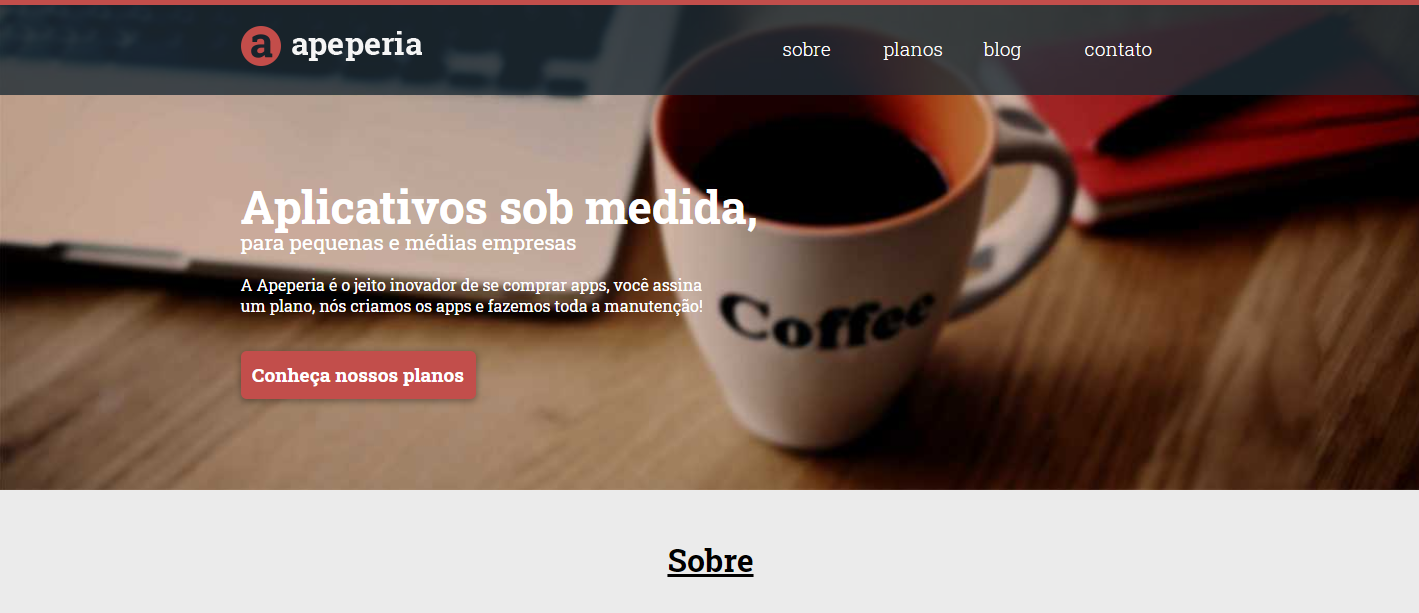 a apeperia
sobre planos blog contato
Aplicativos sob medida,
para pequenas e médias empresas
A Apeperia é o jeito inovador de se comprar apps, você assina
um plano, nós criamos os apps e fazemos toda a manutenção!
Coffee
Conheça nossos planos
Sobre